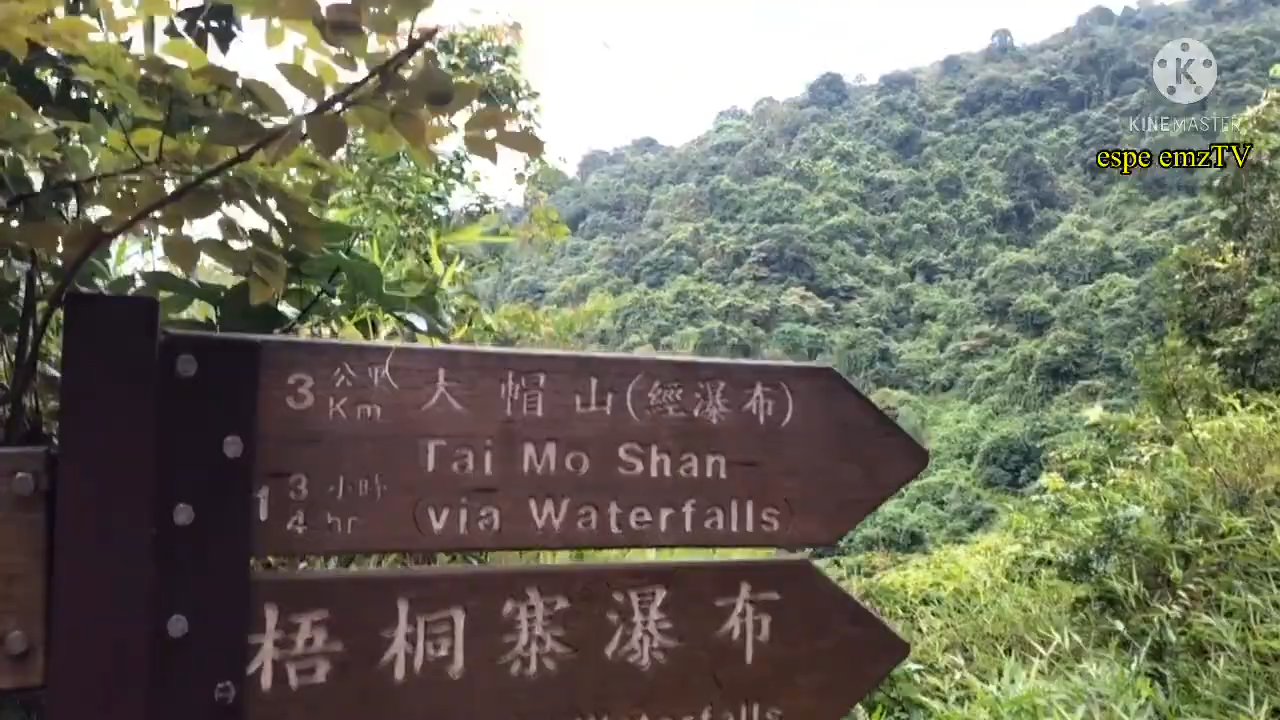 KINEMASTER
espe emzTV
3 公里 大帽山(經瀑布)
Km
Tai Mo Shan
1 3/4 小時 hr (via Waterfalls)
梧桐寨瀑布
Waterfalls